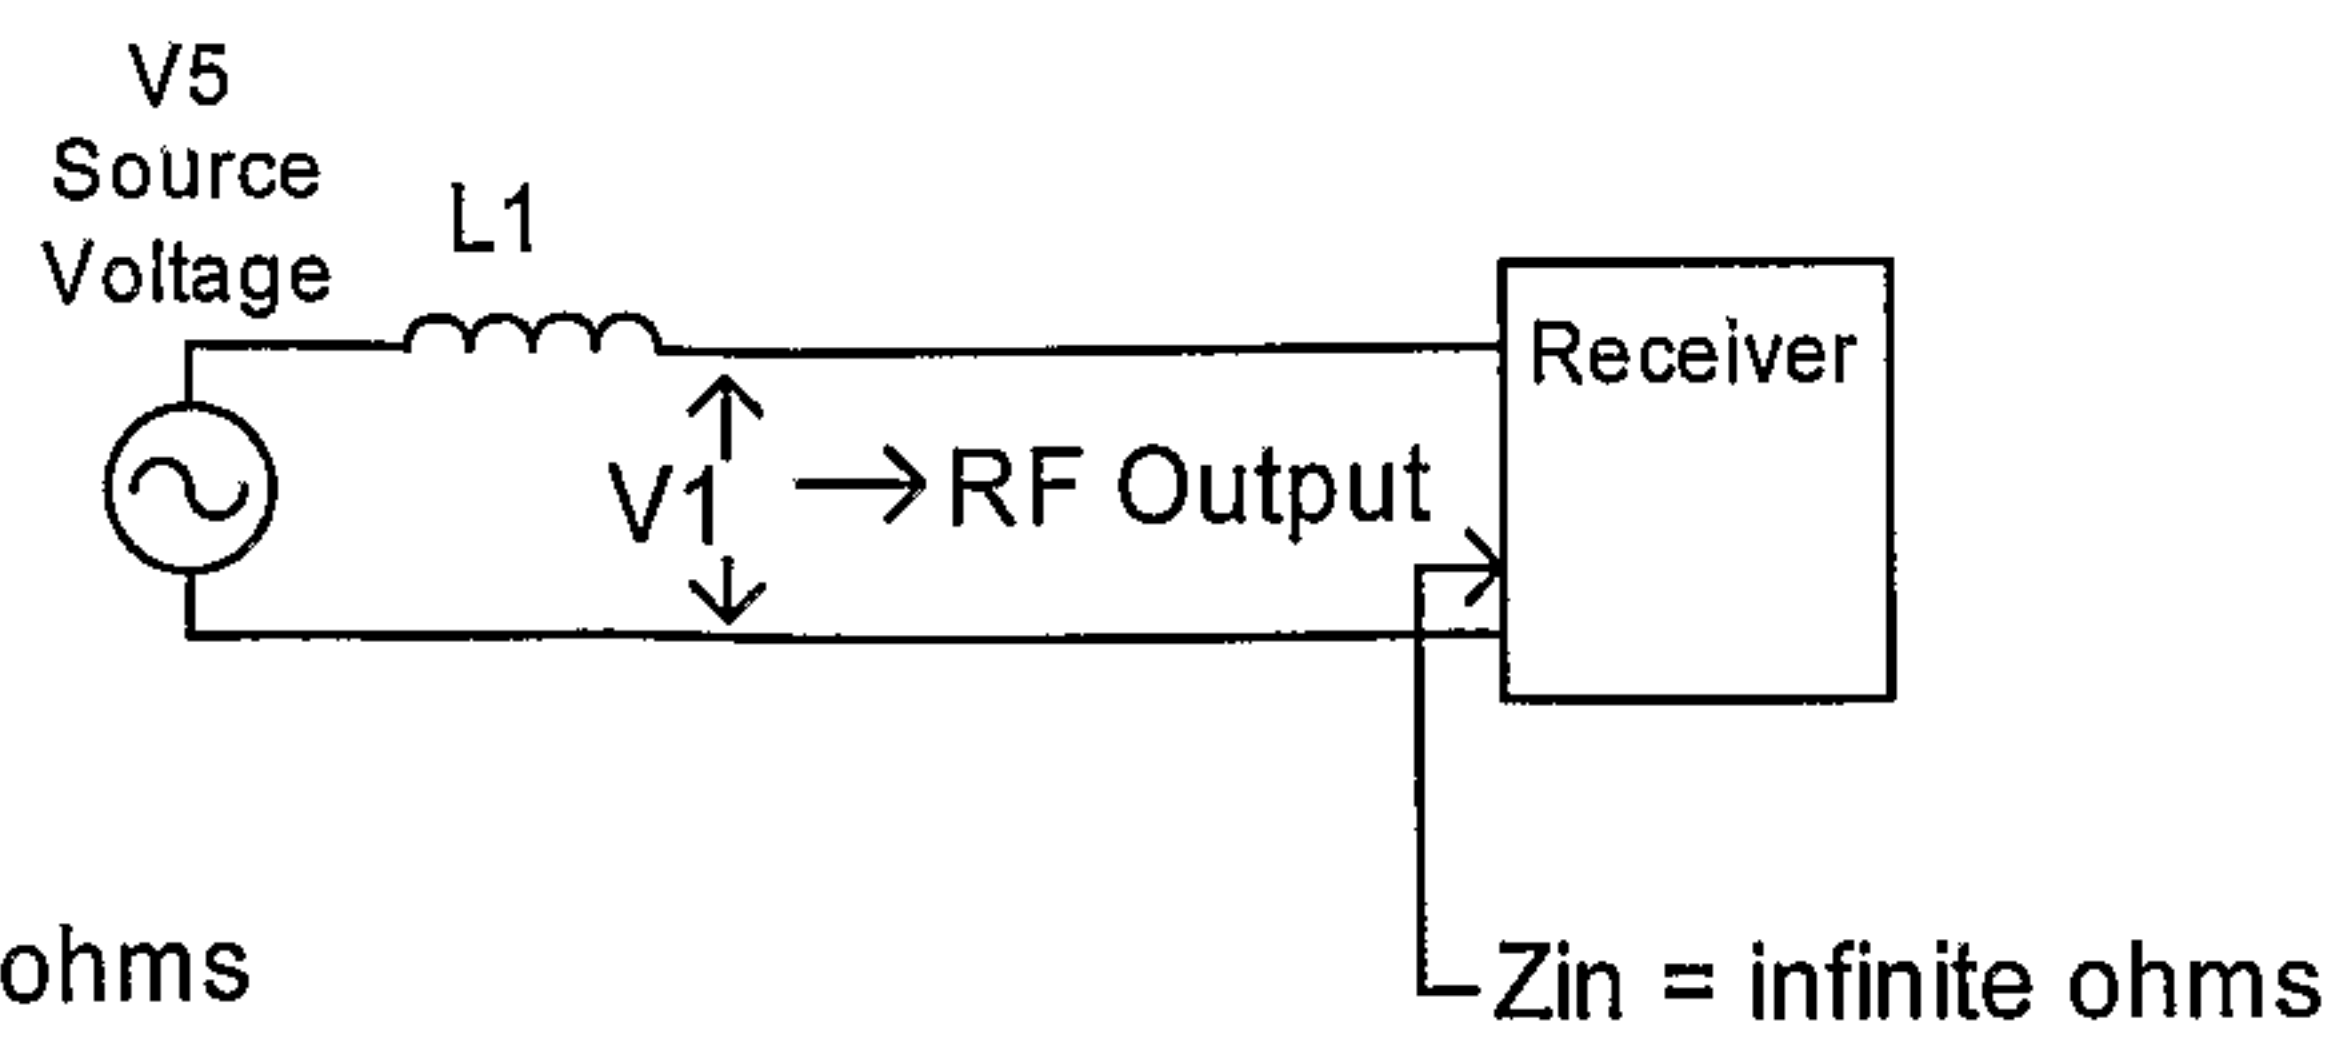 V5
Source
Voltage
L1
Receiver
V1
RF Output
ohms
Zin = infinite ohms